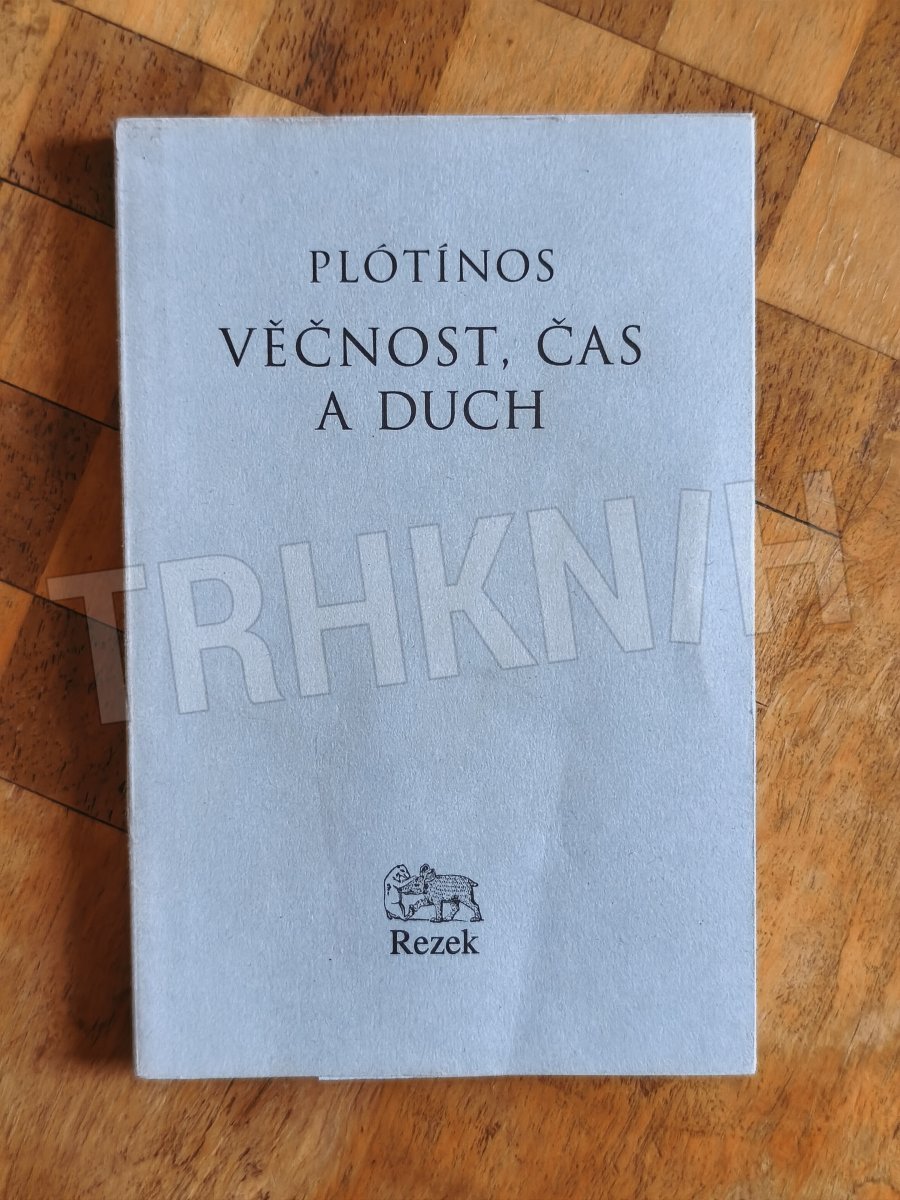 PLÓTÍNOS
VĚČNOST, ČAS
A DUCH
TRHKNIH
Rezek